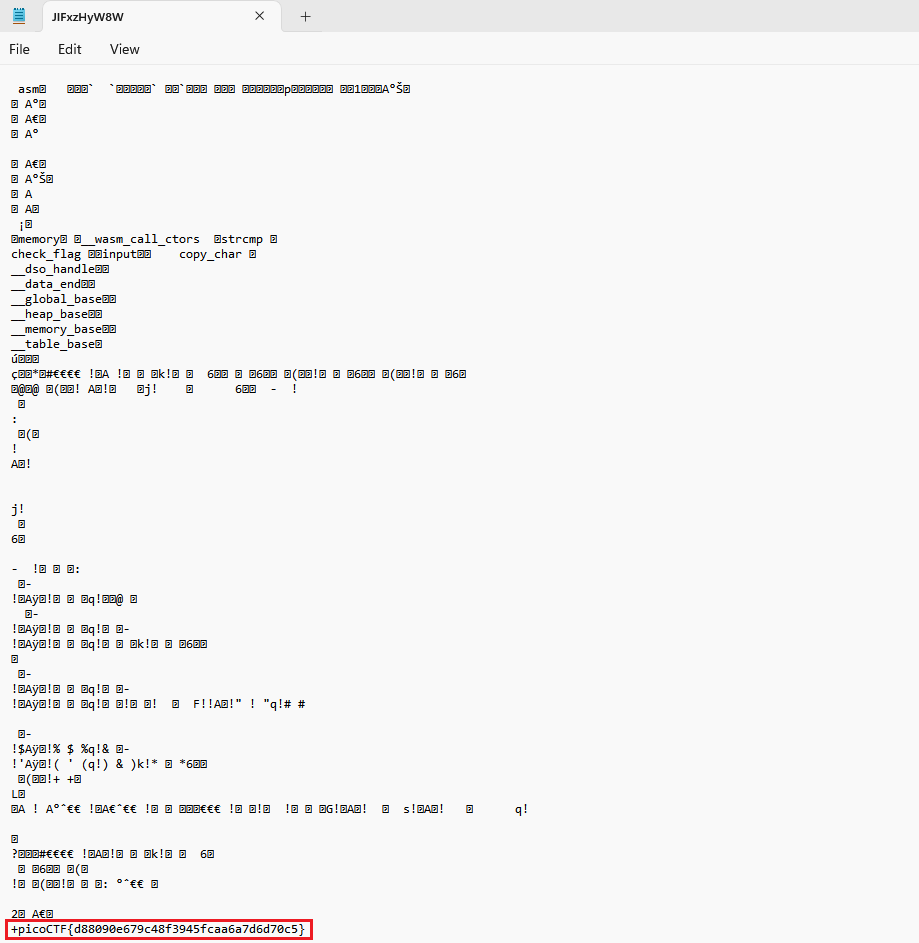 JIFxzHyW8W
File Edit View
asm␚ ␚␚␚` `␚␚␚␚␚` ␚␚`␚␚␚ ␚␚␚ ␚␚␚␚␚␚p␚␚␚␚␚␚ ␚␚1␚␚␚A°Š␚
␚ A°␚
␚ A€␚
␚ A°
␚ A€␚
␚ A°Š␚
␚ A
␚ A␚
¡␚
␚memory␚ ␚__wasm_call_ctors ␚strcmp ␚
check_flag ␚␚input␚␚ copy_char ␚
__dso_handle␚␚
__data_end␚␚
__global_base␚␚
__heap_base␚␚
__memory_base␚␚
__table_base␚
ú␚␚␚
ç␚␚*␚#€€€€ !␚A !␚ ␚ ␚ ␚k!␚ ␚ 6␚␚ ␚ ␚6␚␚ ␚(␚␚!␚ ␚ ␚6␚␚ ␚(␚␚!␚ ␚ ␚6␚
␚@␚@ ␚(␚␚! A␚!␚ ␚j! ␚ 6␚␚ - !
␚
:
␚(␚
!
A␚!
j!
␚
6␚
- !␚ ␚ ␚:
␚-
!␚Aÿ␚!␚ ␚ ␚q!␚␚@ ␚
␚-
!␚Aÿ␚!␚ ␚ ␚q!␚ ␚-
!␚Aÿ␚!␚ ␚ ␚q!␚ ␚ ␚k!␚ ␚ ␚6␚␚
␚
␚-
!␚Aÿ␚!␚ ␚ ␚q!␚ ␚-
!␚Aÿ␚!␚ ␚ ␚q!␚ ␚!␚ ␚! ␚ F!!A␚!" ! "q!# #
␚-
!$Aÿ␚!% $ %q!& ␚-
!'Aÿ␚!( ' (q!) & )k!* ␚ *6␚␚
␚(␚␚!+ +␚
L␚
␚A ! A°ˆ€€ !␚A€ˆ€€ !␚ ␚ ␚␚␚€€€ !␚ ␚!␚ !␚ ␚ ␚G!␚A␚! ␚ s!␚A␚! ␚ q!
␚
?␚␚␚#€€€€ !␚A␚!␚ ␚ ␚k!␚ ␚ 6␚
␚ ␚6␚␚ ␚(␚
!␚ ␚(␚␚!␚ ␚ ␚: °ˆ€€ ␚
2␚ A€␚
+picoCTF{d88090e679c48f3945fcaa6a7d6d70c5}